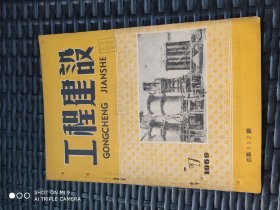 工程建設
GONGCHENG JIANSHE
7
1959
SHOT ON MI 9
AI TRIPLE CAMERA